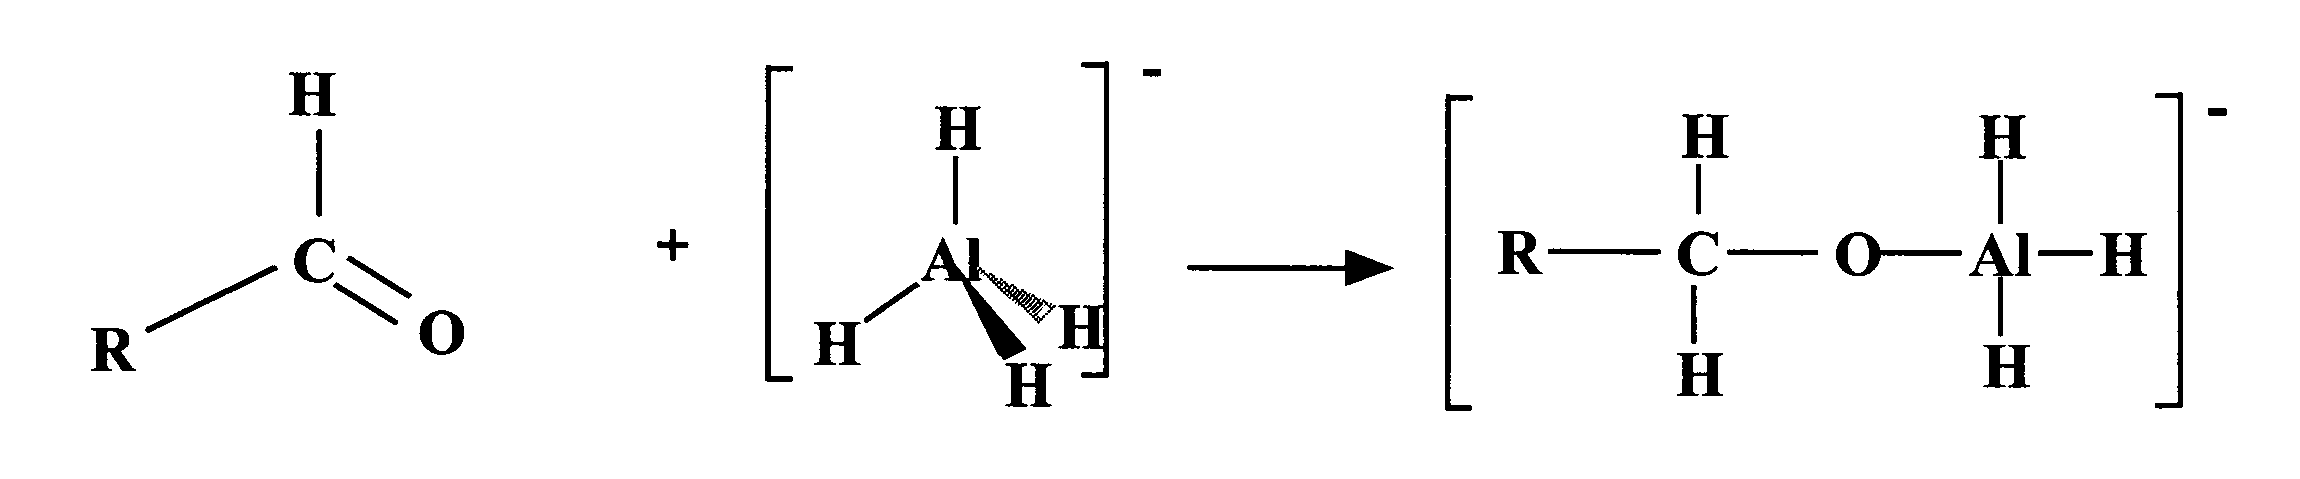 H
R C O
+
[ H Al H H H ] -
[ R C H H O Al H H H ] -